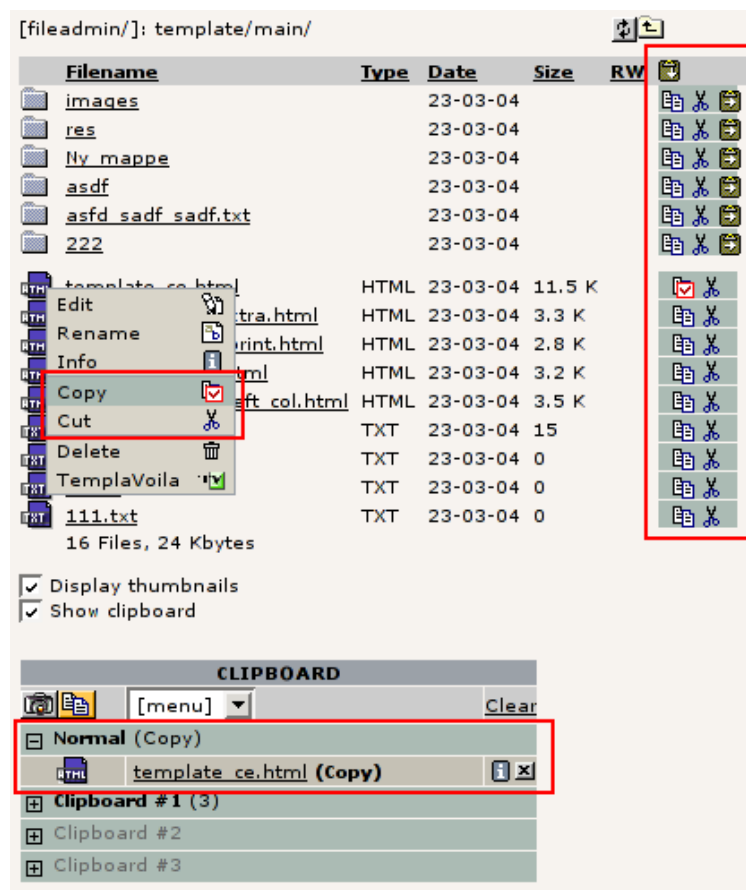 [fileadmin/]: template/main/
Filename Type Date Size RW
images 23-03-04
res 23-03-04
Ny mappe 23-03-04
asdf 23-03-04
asfd sadf sadf.txt 23-03-04
222 23-03-04
template_ce.html HTML 23-03-04 11.5 K
Edit
tra.html HTML 23-03-04 3.3 K
Rename
rint.html HTML 23-03-04 2.8 K
Info
tml HTML 23-03-04 3.2 K
Copy
eft_col.html HTML 23-03-04 3.5 K
Cut
TXT 23-03-04 15
Delete
TXT 23-03-04 0
TemplaVoila
TXT 23-03-04 0
111.txt TXT 23-03-04 0
16 Files, 24 Kbytes
Display thumbnails
Show clipboard
CLIPBOARD
[menu] Clear
Normal (Copy)
template_ce.html (Copy)
Clipboard #1 (3)
Clipboard #2
Clipboard #3